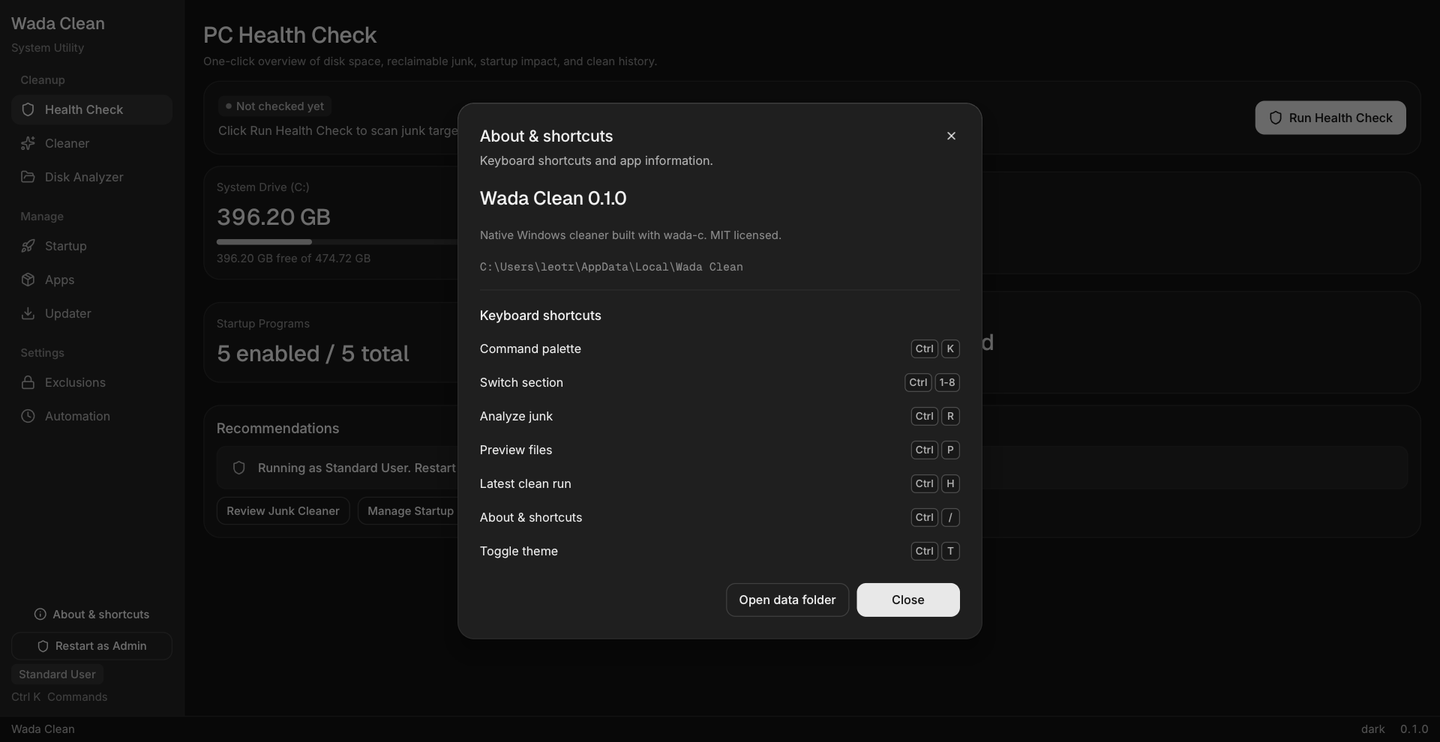 Wada Clean
System Utility
Cleanup
Health Check
Cleaner
Disk Analyzer
Manage
Startup
Apps
Updater
Settings
Exclusions
Automation
About & shortcuts
Restart as Admin
Standard User
Ctrl K Commands
PC Health Check
One-click overview of disk space, reclaimable junk, startup impact, and clean history.
Not checked yet
Click Run Health Check to scan junk targe
Run Health Check
System Drive (C:)
396.20 GB
396.20 GB free of 474.72 GB
Startup Programs
5 enabled / 5 total
d
Recommendations
Running as Standard User. Restart
Review Junk Cleaner
Manage Startup
About & shortcuts
Keyboard shortcuts and app information.
Wada Clean 0.1.0
Native Windows cleaner built with wada-c. MIT licensed.
C:\Users\leotr\AppData\Local\Wada Clean
Keyboard shortcuts
Command palette Ctrl K
Switch section Ctrl 1-8
Analyze junk Ctrl R
Preview files Ctrl P
Latest clean run Ctrl H
About & shortcuts Ctrl /
Toggle theme Ctrl T
Open data folder
Close
Wada Clean
dark 0.1.0